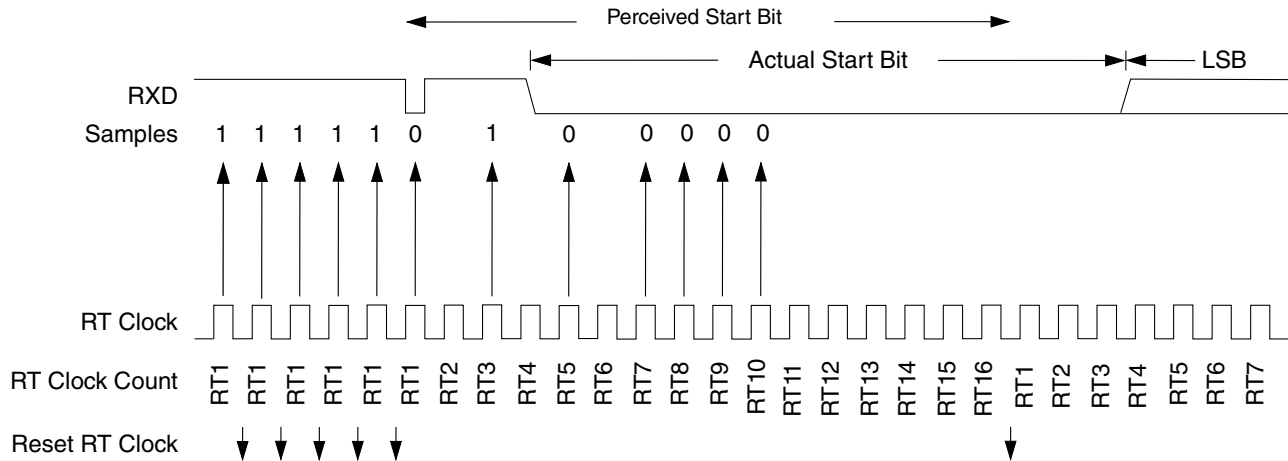 Perceived Start Bit
Actual Start Bit LSB
RXD
Samples 1 1 1 1 1 0 1 0 0 0 0 0
RT Clock
RT Clock Count RT1 RT1 RT1 RT1 RT1 RT1 RT2 RT3 RT4 RT5 RT6 RT7 RT8 RT9 RT10 RT11 RT12 RT13 RT14 RT15 RT16 RT1 RT2 RT3 RT4 RT5 RT6 RT7
Reset RT Clock